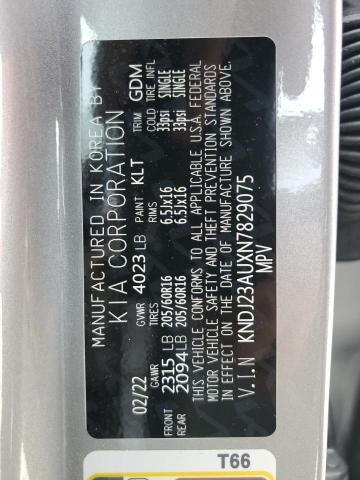 MANUFACTURED IN KOREA BY
KIA CORPORATION
02/22 GVWR 4023 LB PAINT KLT TRIM GDM
GAWR TIRES RIMS COLD TIRE INFL
FRONT 2315 LB 205/60R16 6.5Jx16 33psi SINGLE
REAR 2094 LB 205/60R16 6.5Jx16 33psi SINGLE
THIS VEHICLE CONFORMS TO ALL APPLICABLE U.S.A. FEDERAL
MOTOR VEHICLE SAFETY AND THEFT PREVENTION STANDARDS
IN EFFECT ON THE DATE OF MANUFACTURE SHOWN ABOVE.
V.I.N KNDJ23AUXN7829075
MPV
T66